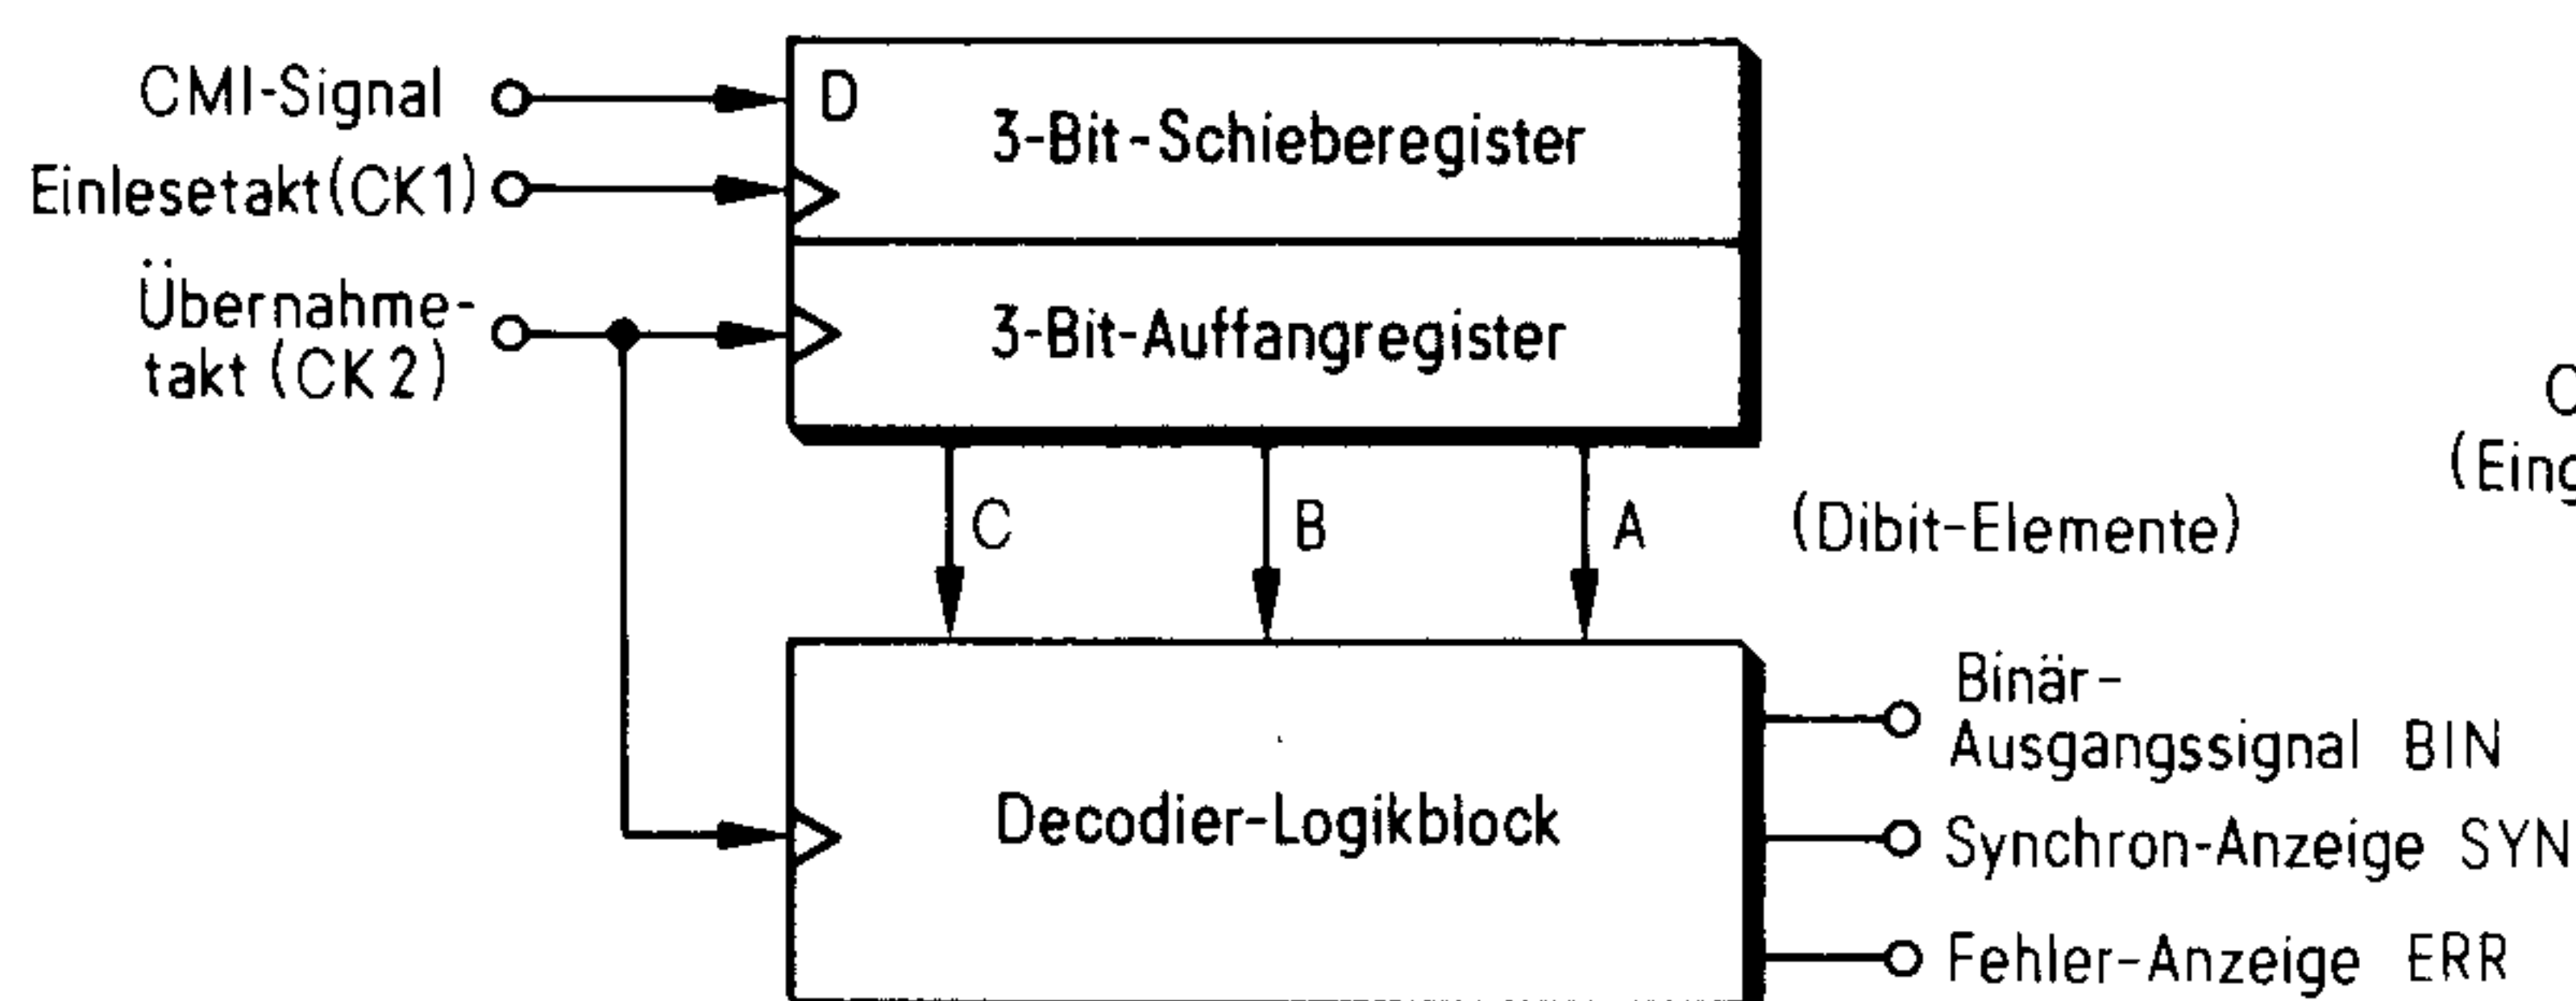 CMI-Signal
D
3-Bit-Schieberegister
Einlesetakt(CK1)
Übernahme-
takt (CK2)
3-Bit-Auffangregister
C
B
A
(Dibit-Elemente)
Binär-
Ausgangssignal BIN
Decodier-Logikblock
Synchron-Anzeige SYN
Fehler-Anzeige ERR